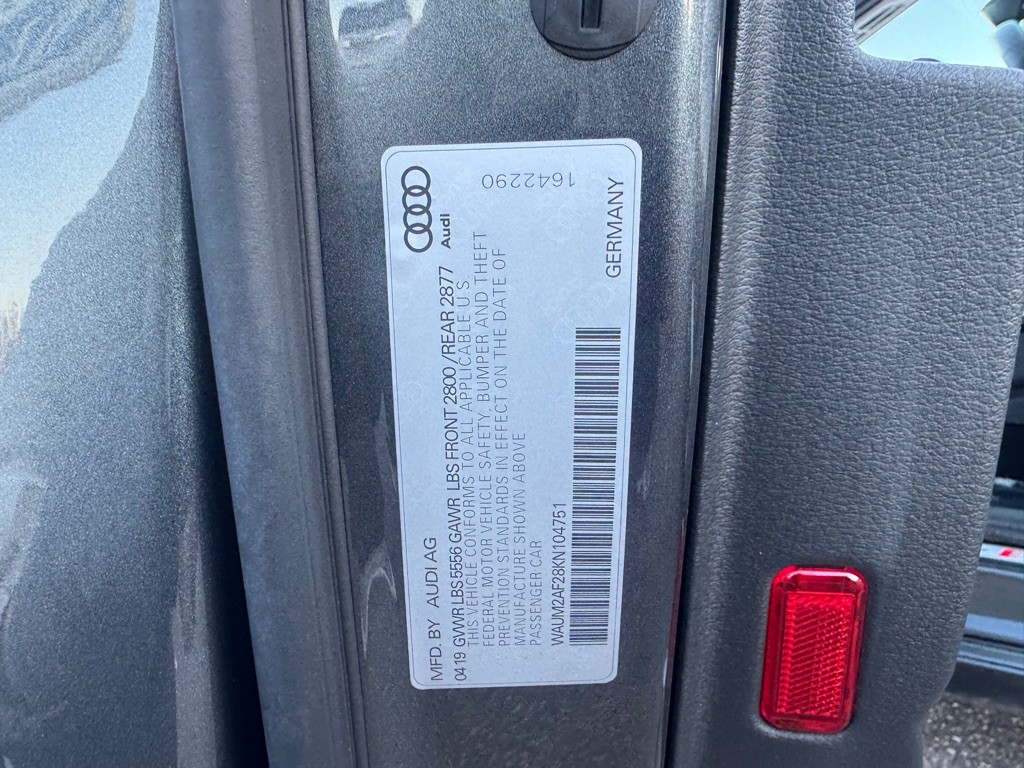 Audi
1642290
MFD. BY AUDI AG
0419 GVWR LBS 5556 GAWR LBS FRONT 2800 / REAR 2877
THIS VEHICLE CONFORMS TO ALL APPLICABLE U.S
FEDERAL MOTOR VEHICLE SAFETY, BUMPER AND THEFT
PREVENTION STANDARDS IN EFFECT ON THE DATE OF
MANUFACTURE SHOWN ABOVE
PASSENGER CAR
WAUM2AF28KN104751
GERMANY